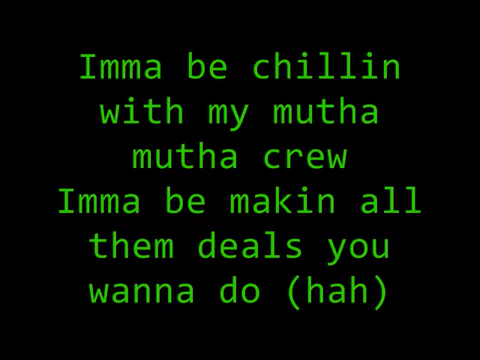 Imma be chillin
with my mutha
mutha crew
Imma be makin all
them deals you
wanna do (hah)